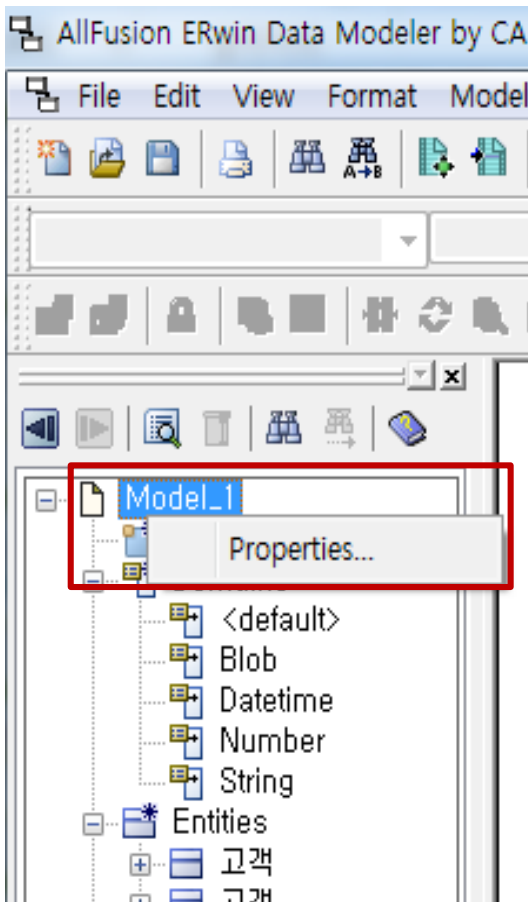 AllFusion ERwin Data Modeler by CA
File Edit View Format Model
A→B
Model_1
Properties...
<default>
Blob
Datetime
Number
String
Entities
고객